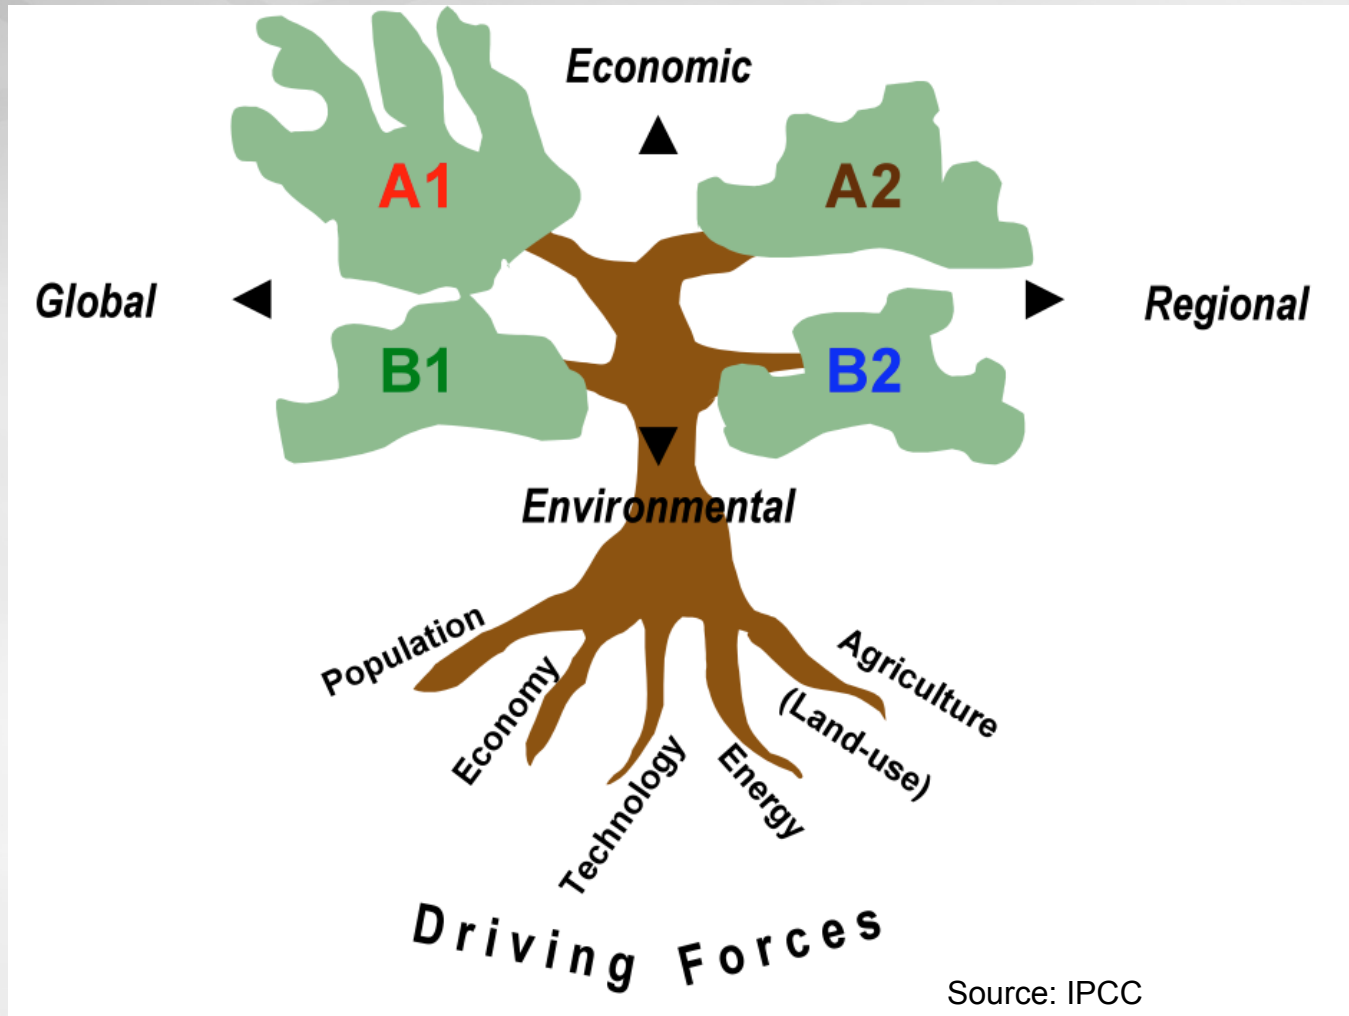 Economic
A1
A2
Global
Regional
B1
B2
Environmental
Population
Economy
Technology
Energy
Agriculture
(Land-use)
Driving Forces
Source: IPCC